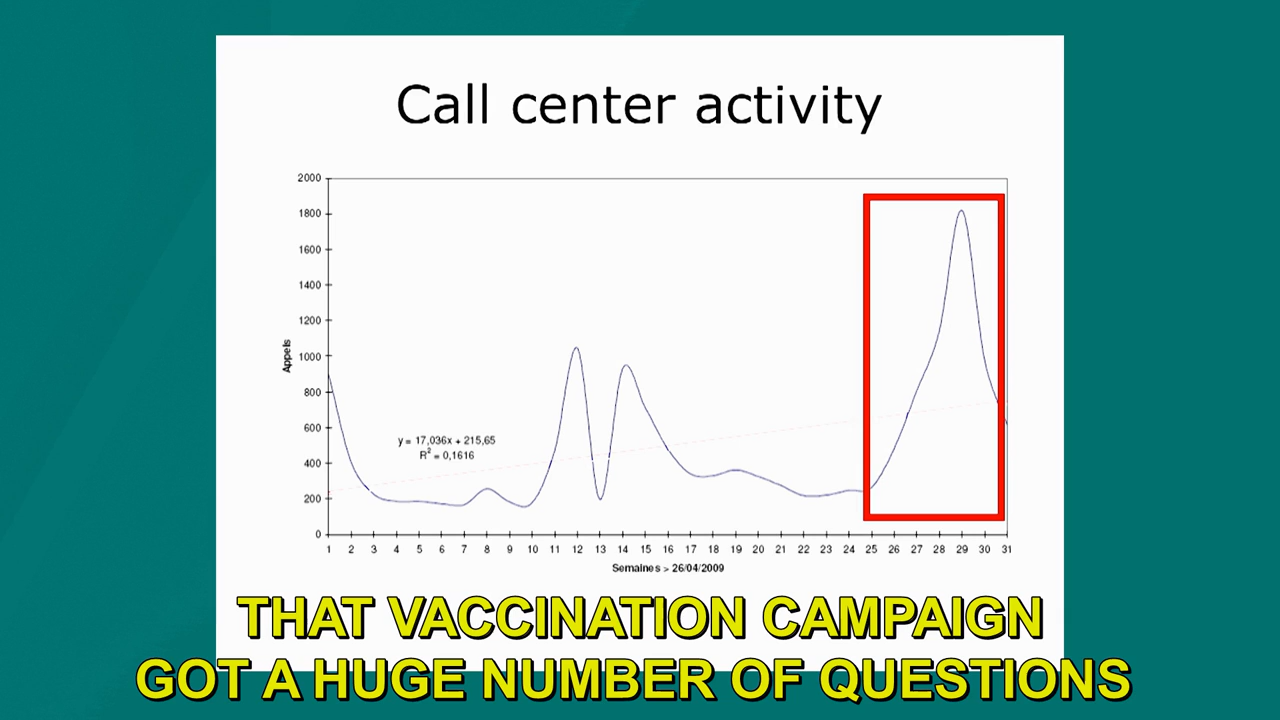 Call center activity
2000
1800
1600
1400
1200
1000
800
600
400
200
0
Appels
y = 17,036x + 215,65
R² = 0,1616
1 2 3 4 5 6 7 8 9 10 11 12 13 14 15 16 17 18 19 20 21 22 23 24 25 26 27 28 29 30 31
Semaines > 26/04/2009
THAT VACCINATION CAMPAIGN
GOT A HUGE NUMBER OF QUESTIONS